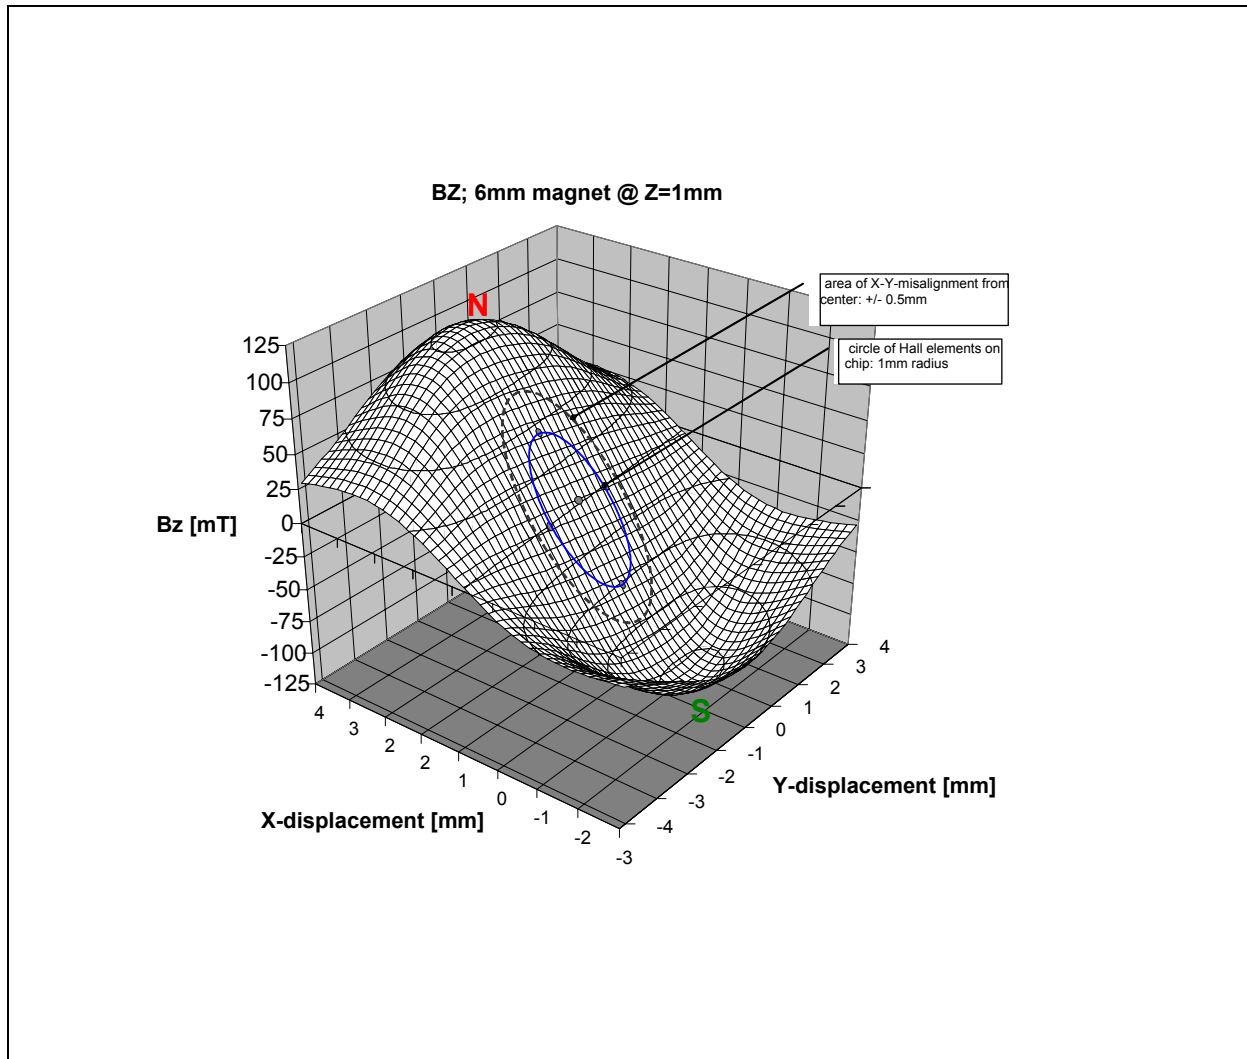 BZ; 6mm magnet @ Z=1mm
area of X-Y-misalignment from
center: +/- 0.5mm
N
circle of Hall elements on
chip: 1mm radius
125
100
75
50
25
Bz [mT]
0
-25
-50
-75
-100
-125
4
3
2
2
1
0
-1
-2
-3
X-displacement [mm]
S
4
3
2
1
0
-1
-2
-3
-4
Y-displacement [mm]